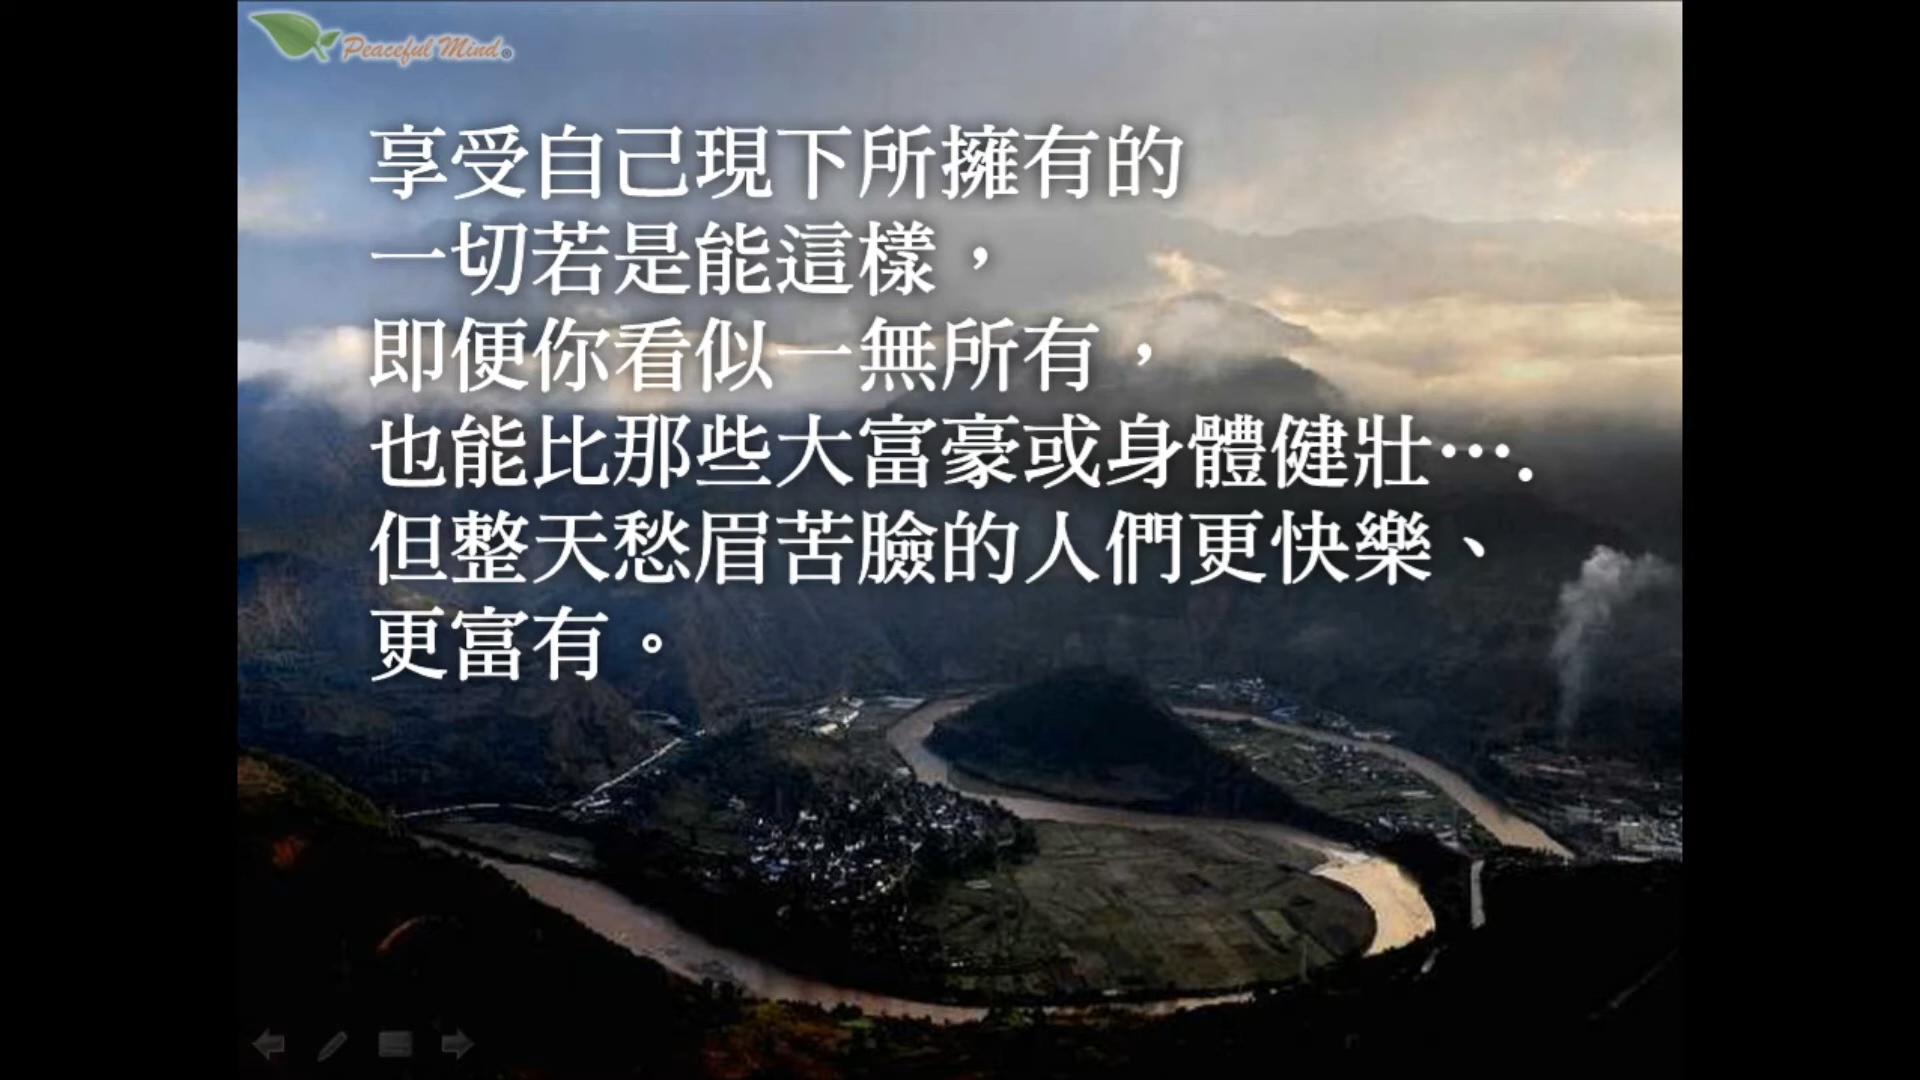 Peaceful Mind®
享受自己現下所擁有的
一切若是能這樣，
即便你看似一無所有，
也能比那些大富豪或身體健壯….
但整天愁眉苦臉的人們更快樂、
更富有。